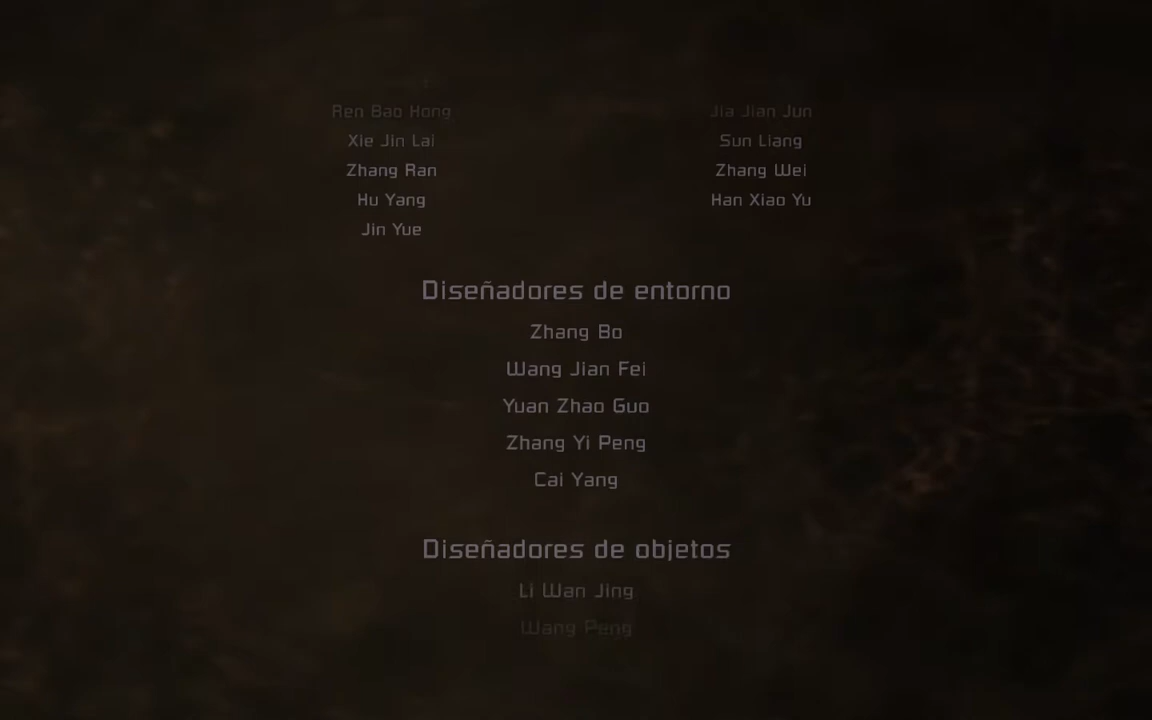 Ren Bao Hong
Jia Jian Jun
Xie Jin Lai
Sun Liang
Zhang Ran
Zhang Wei
Hu Yang
Han Xiao Yu
Jin Yue
Diseñadores de entorno
Zhang Bo
Wang Jian Fei
Yuan Zhao Guo
Zhang Yi Peng
Cai Yang
Diseñadores de objetos
Li Wan Jing
Wang Peng